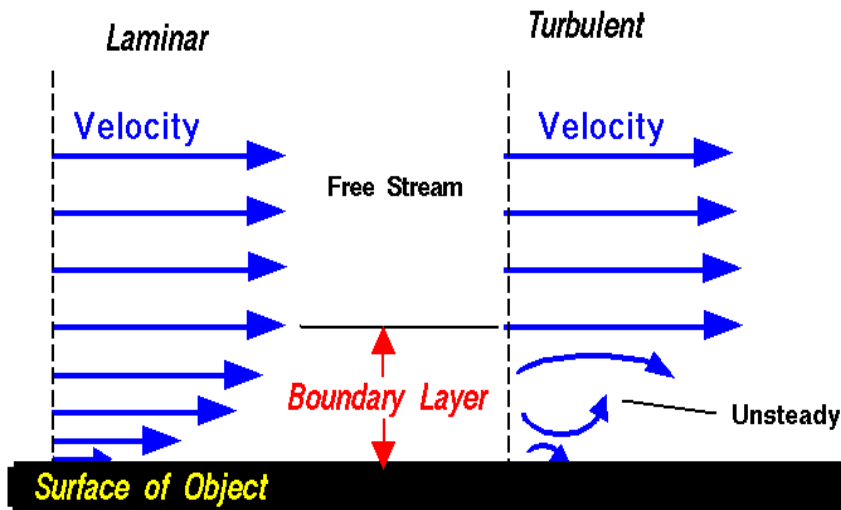 Laminar
Turbulent
Velocity
Velocity
Free Stream
Boundary Layer
Unsteady
Surface of Object